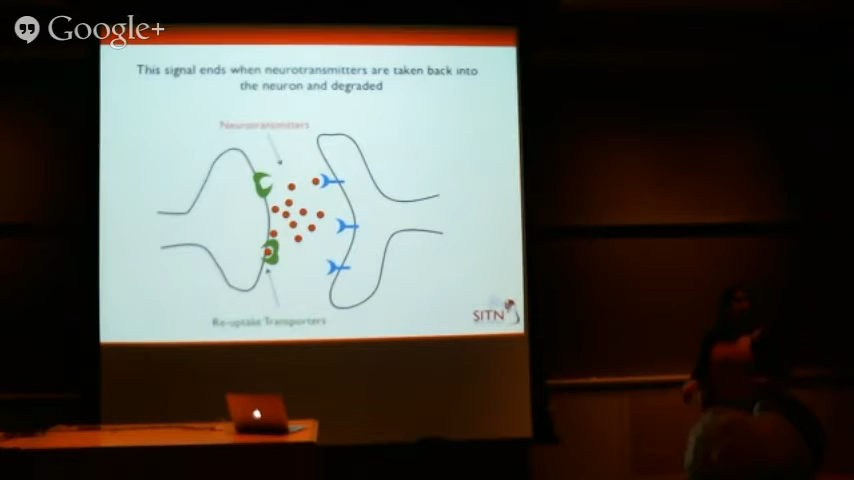 Google+
This signal ends when neurotransmitters are taken back into
the neuron and degraded
Neurotransmitters
Re-uptake Transporters
SITN